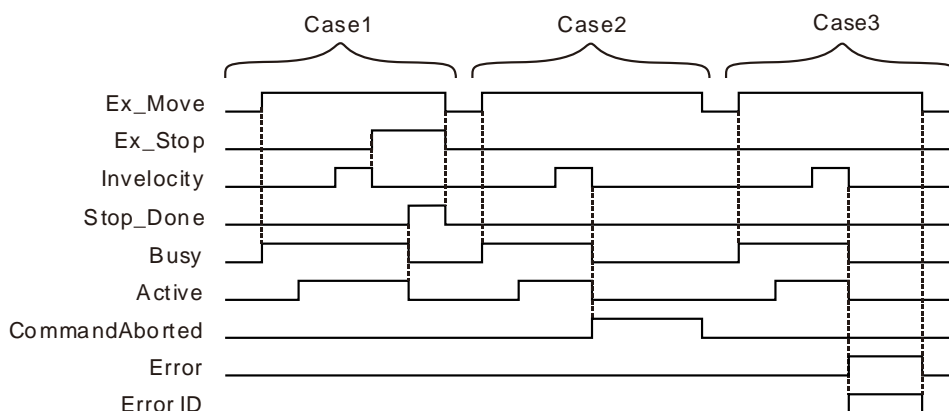 Case1 Case2 Case3
Ex_Move
Ex_Stop
Invelocity
Stop_Done
Busy
Active
CommandAborted
Error
Error ID